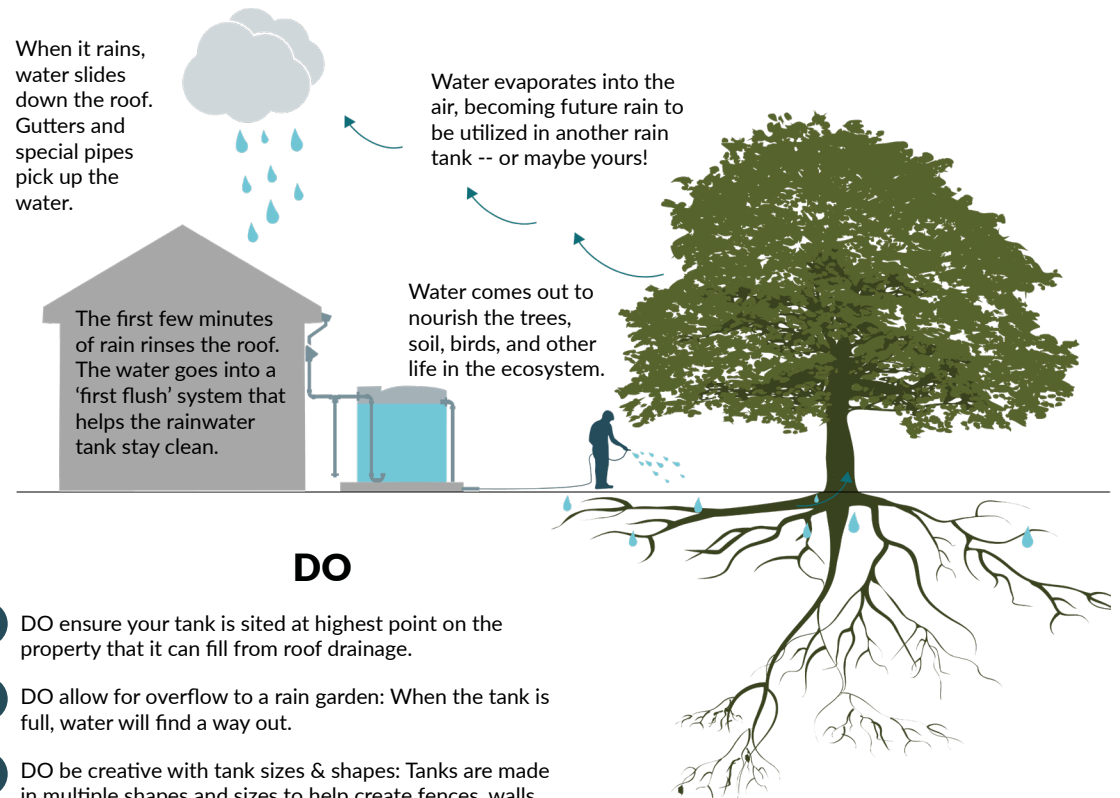 When it rains,
water slides
down the roof.
Gutters and
special pipes
pick up the
water.
Water evaporates into the
air, becoming future rain to
be utilized in another rain
tank -- or maybe yours!
The first few minutes
of rain rinses the roof.
The water goes into a
‘first flush’ system that
helps the rainwater
tank stay clean.
Water comes out to
nourish the trees,
soil, birds, and other
life in the ecosystem.
DO
DO ensure your tank is sited at highest point on the
property that it can fill from roof drainage.
DO allow for overflow to a rain garden: When the tank is
full, water will find a way out.
DO be creative with tank sizes & shapes: Tanks are made
in multiple shapes and sizes to help create fences, walls